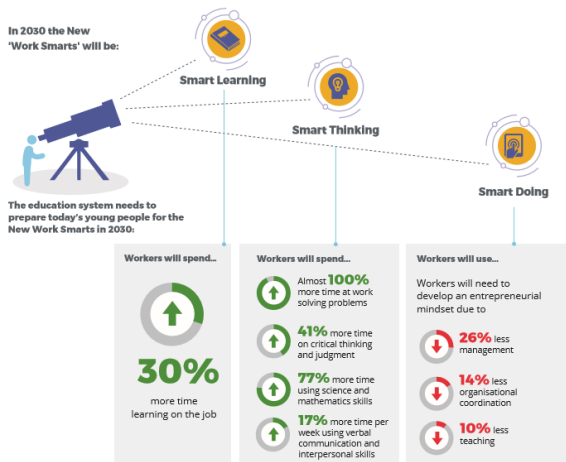 In 2030 the New
'Work Smarts' will be:
Smart Learning
Smart Thinking
Smart Doing
The education system needs to
prepare today's young people for the
New Work Smarts in 2030:
Workers will spend...
30%
more time
learning on the job
Workers will spend...
Almost 100%
more time at work
solving problems
41% more time
on critical thinking
and judgment
77% more time
using science and
mathematics skills
17% more time per
week using verbal
communication and
interpersonal skills
Workers will use...
Workers will need to
develop an entrepreneurial
mindset due to
26% less
management
14% less
organisational
coordination
10% less
teaching